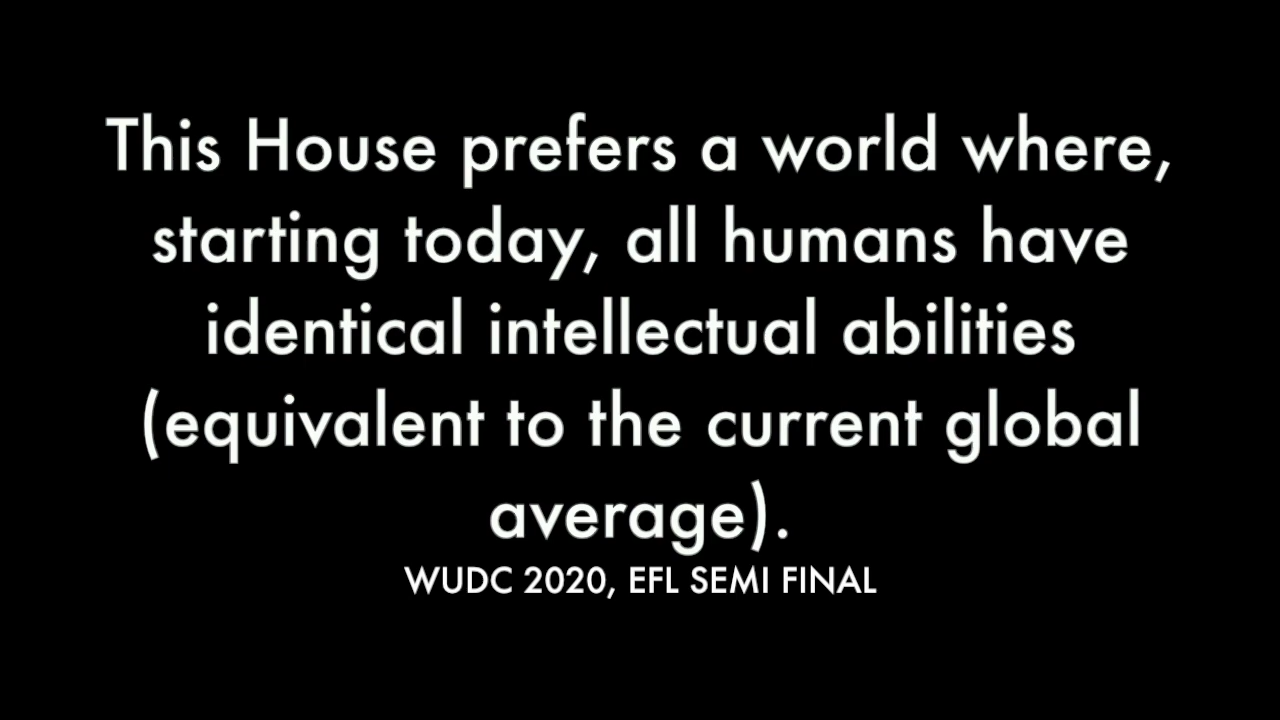 This House prefers a world where,
starting today, all humans have
identical intellectual abilities
(equivalent to the current global
average).
WUDC 2020, EFL SEMI FINAL